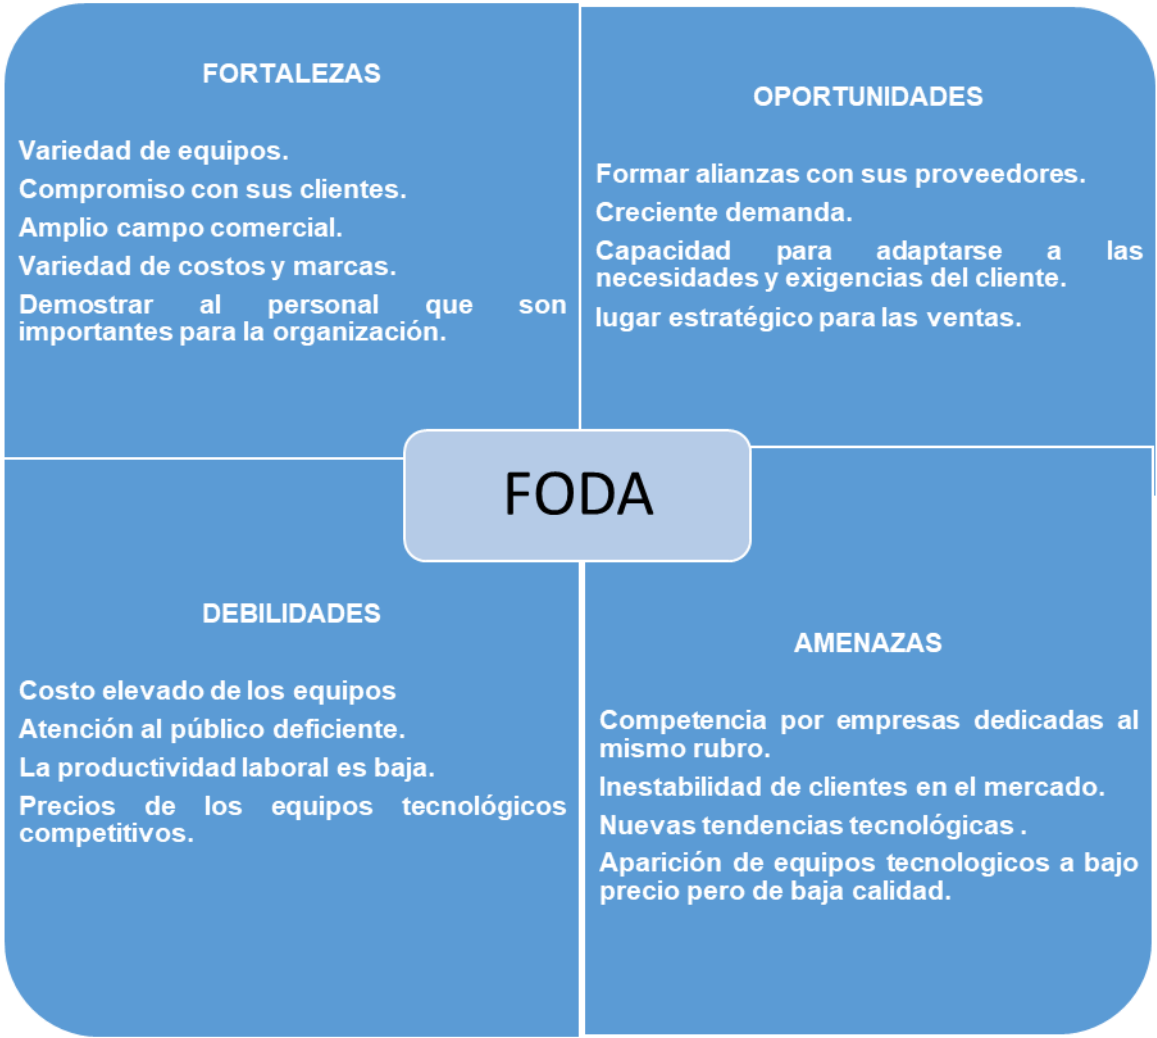 FORTALEZAS
Variedad de equipos.
Compromiso con sus clientes.
Amplio campo comercial.
Variedad de costos y marcas.
Demostrar al personal que son
importantes para la organización.
OPORTUNIDADES
Formar alianzas con sus proveedores.
Creciente demanda.
Capacidad para adaptarse a las
necesidades y exigencias del cliente.
lugar estratégico para las ventas.
FODA
DEBILIDADES
Costo elevado de los equipos
Atención al público deficiente.
La productividad laboral es baja.
Precios de los equipos tecnológicos
competitivos.
AMENAZAS
Competencia por empresas dedicadas al
mismo rubro.
Inestabilidad de clientes en el mercado.
Nuevas tendencias tecnológicas .
Aparición de equipos tecnologicos a bajo
precio pero de baja calidad.